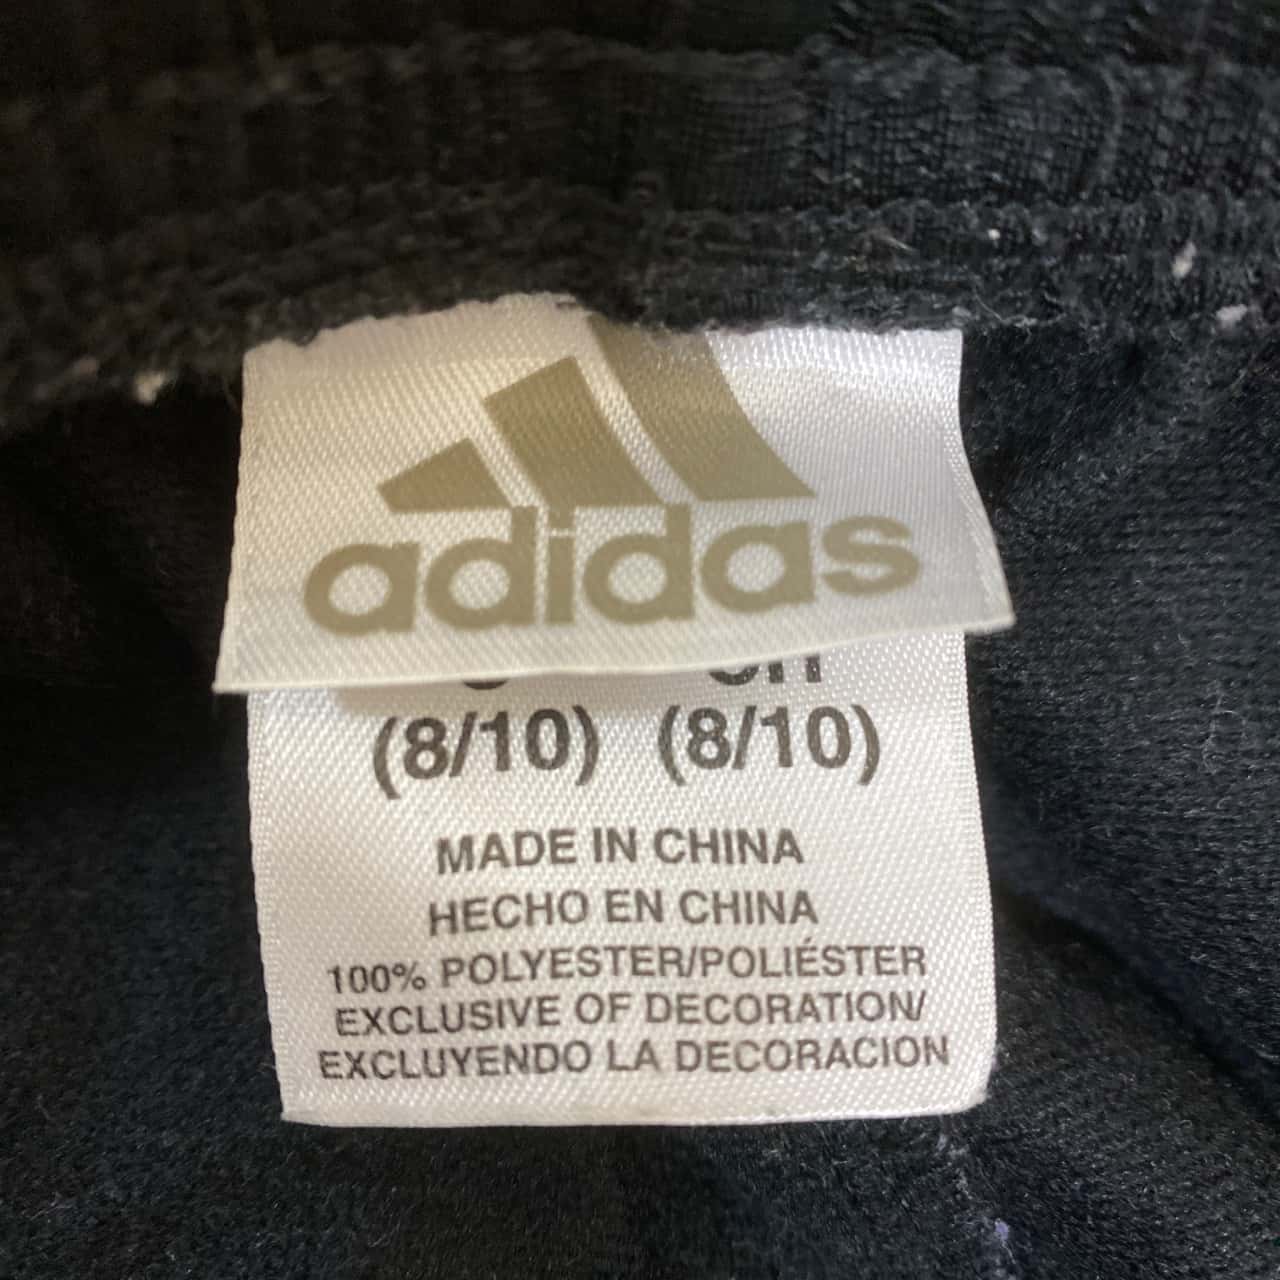 adidas
(8/10) (8/10)
MADE IN CHINA
HECHO EN CHINA
100% POLYESTER/POLIÉSTER
EXCLUSIVE OF DECORATION/
EXCLUYENDO LA DECORACION